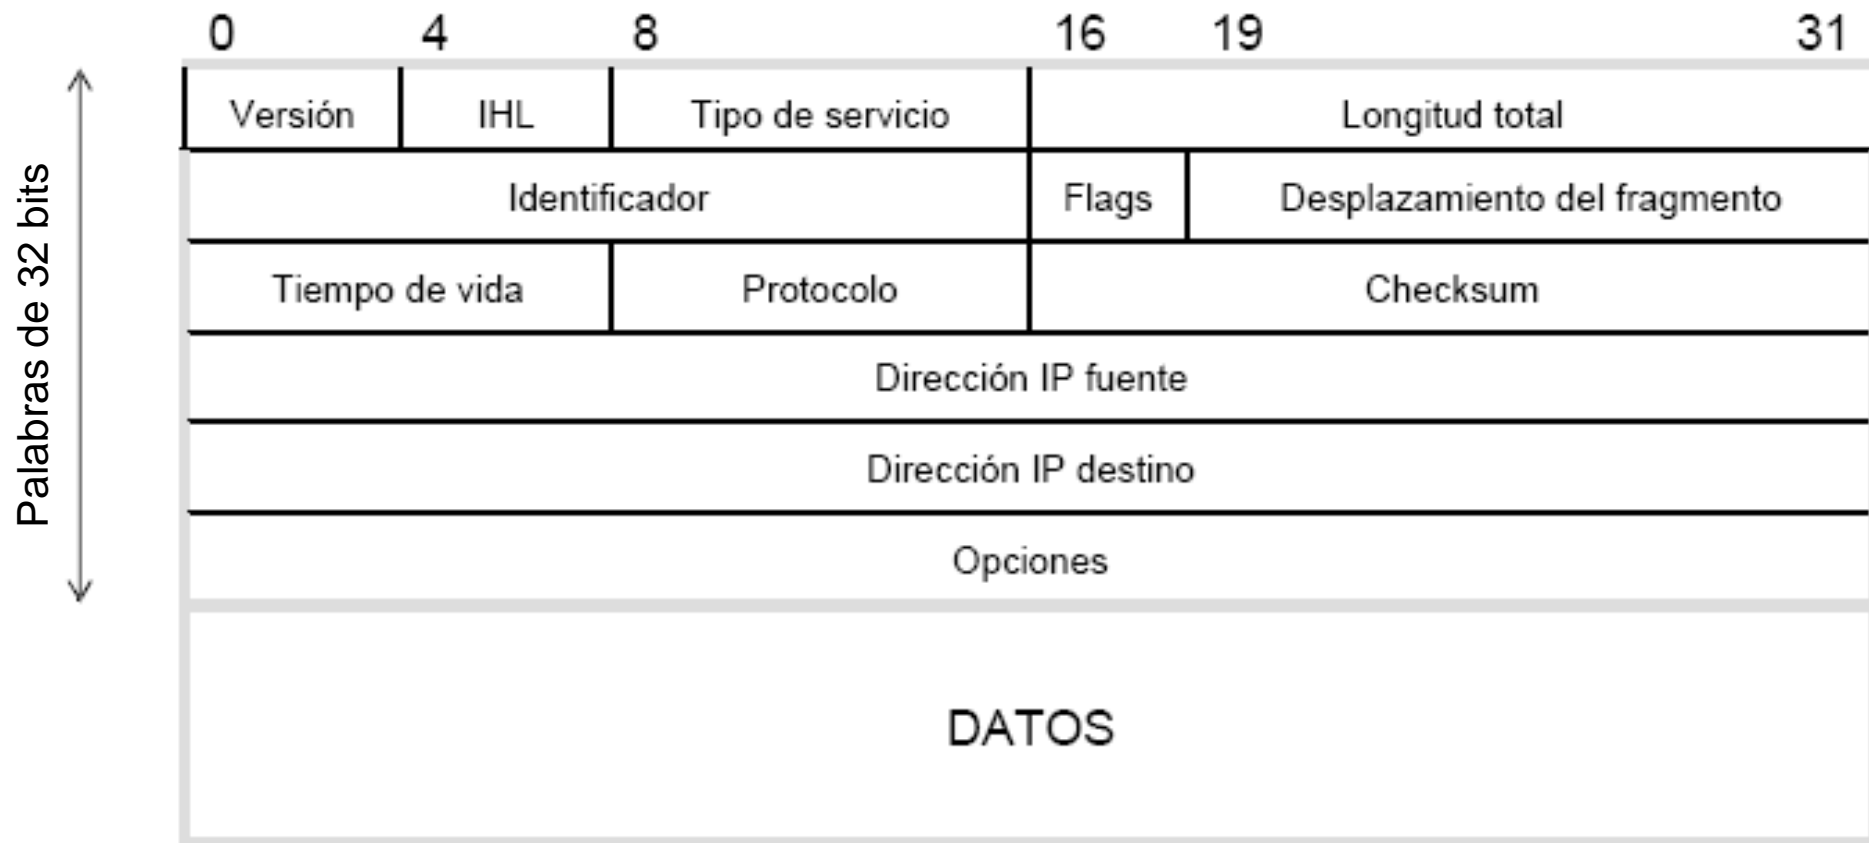 0 4 8 16 19 31
Versión IHL Tipo de servicio Longitud total
Identificador Flags Desplazamiento del fragmento
Tiempo de vida Protocolo Checksum
Dirección IP fuente
Dirección IP destino
Opciones
DATOS
Palabras de 32 bits